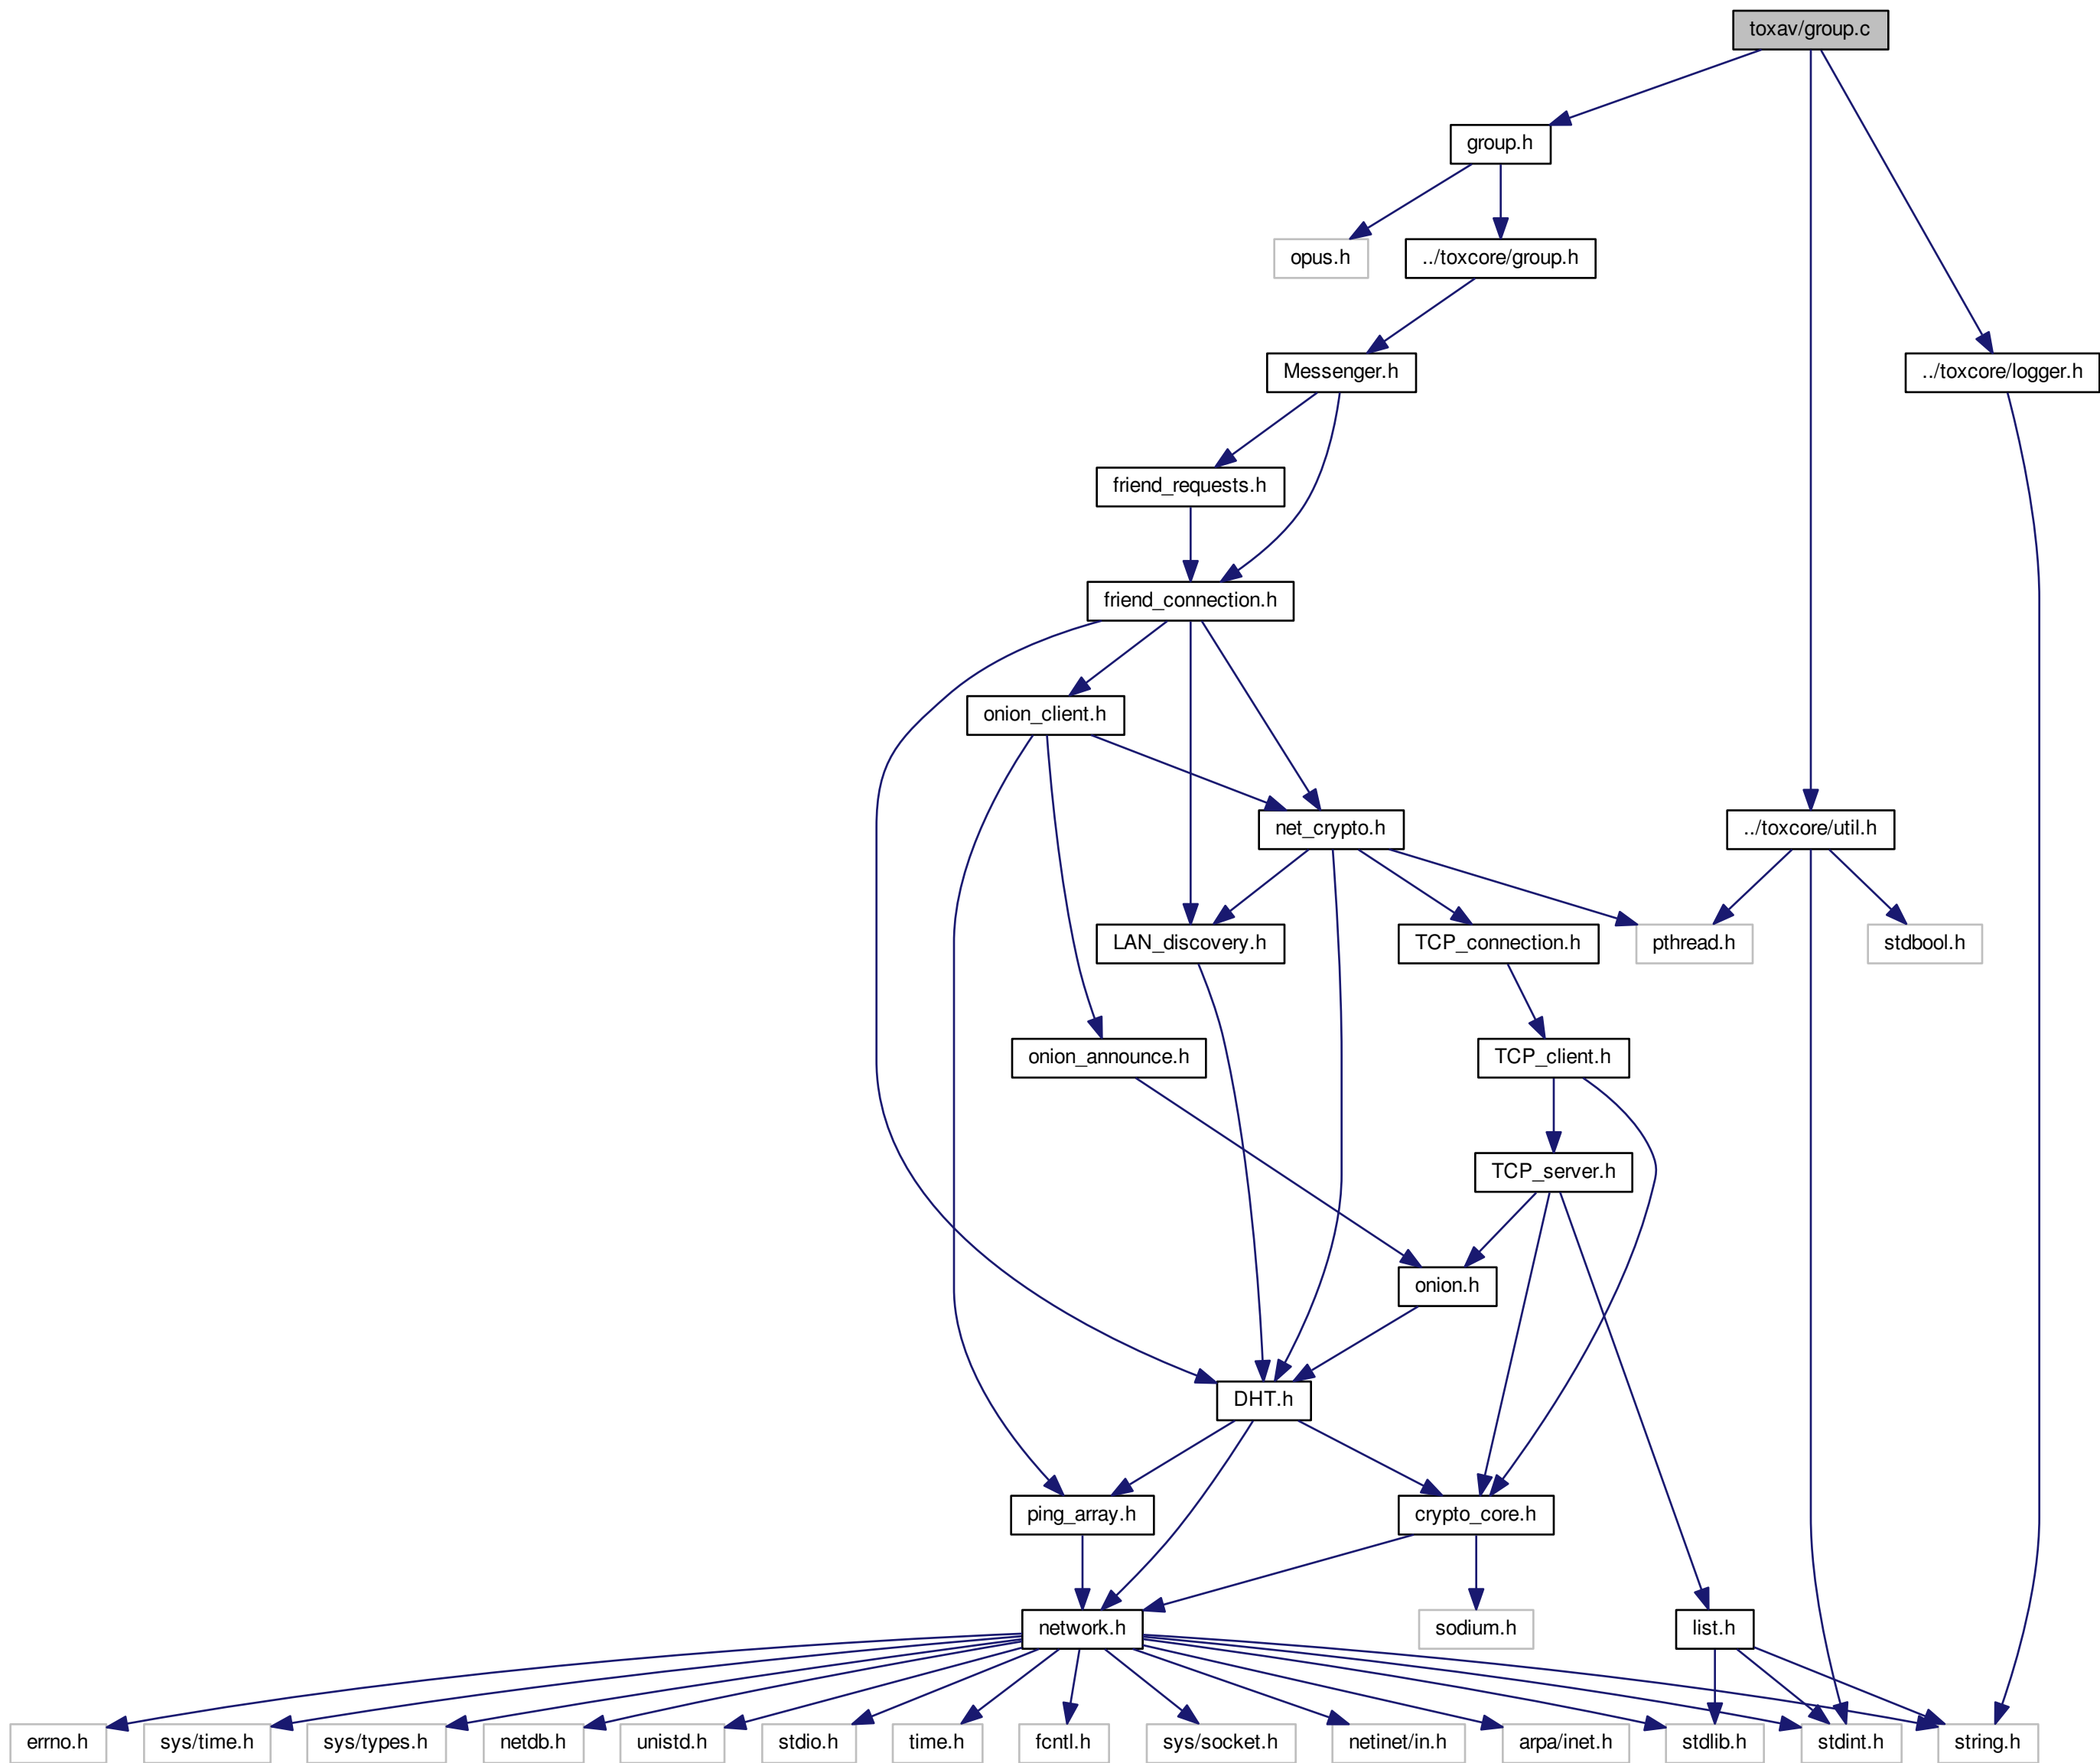 toxav/group.c
group.h
opus.h
../toxcore/group.h
Messenger.h
../toxcore/logger.h
friend_requests.h
friend_connection.h
onion_client.h
net_crypto.h
../toxcore/util.h
LAN_discovery.h
TCP_connection.h
pthread.h
stdbool.h
onion_announce.h
TCP_client.h
TCP_server.h
onion.h
DHT.h
ping_array.h
crypto_core.h
network.h
sodium.h
list.h
errno.h
sys/time.h
sys/types.h
netdb.h
unistd.h
stdio.h
time.h
fcntl.h
sys/socket.h
netinet/in.h
arpa/inet.h
stdlib.h
stdint.h
string.h